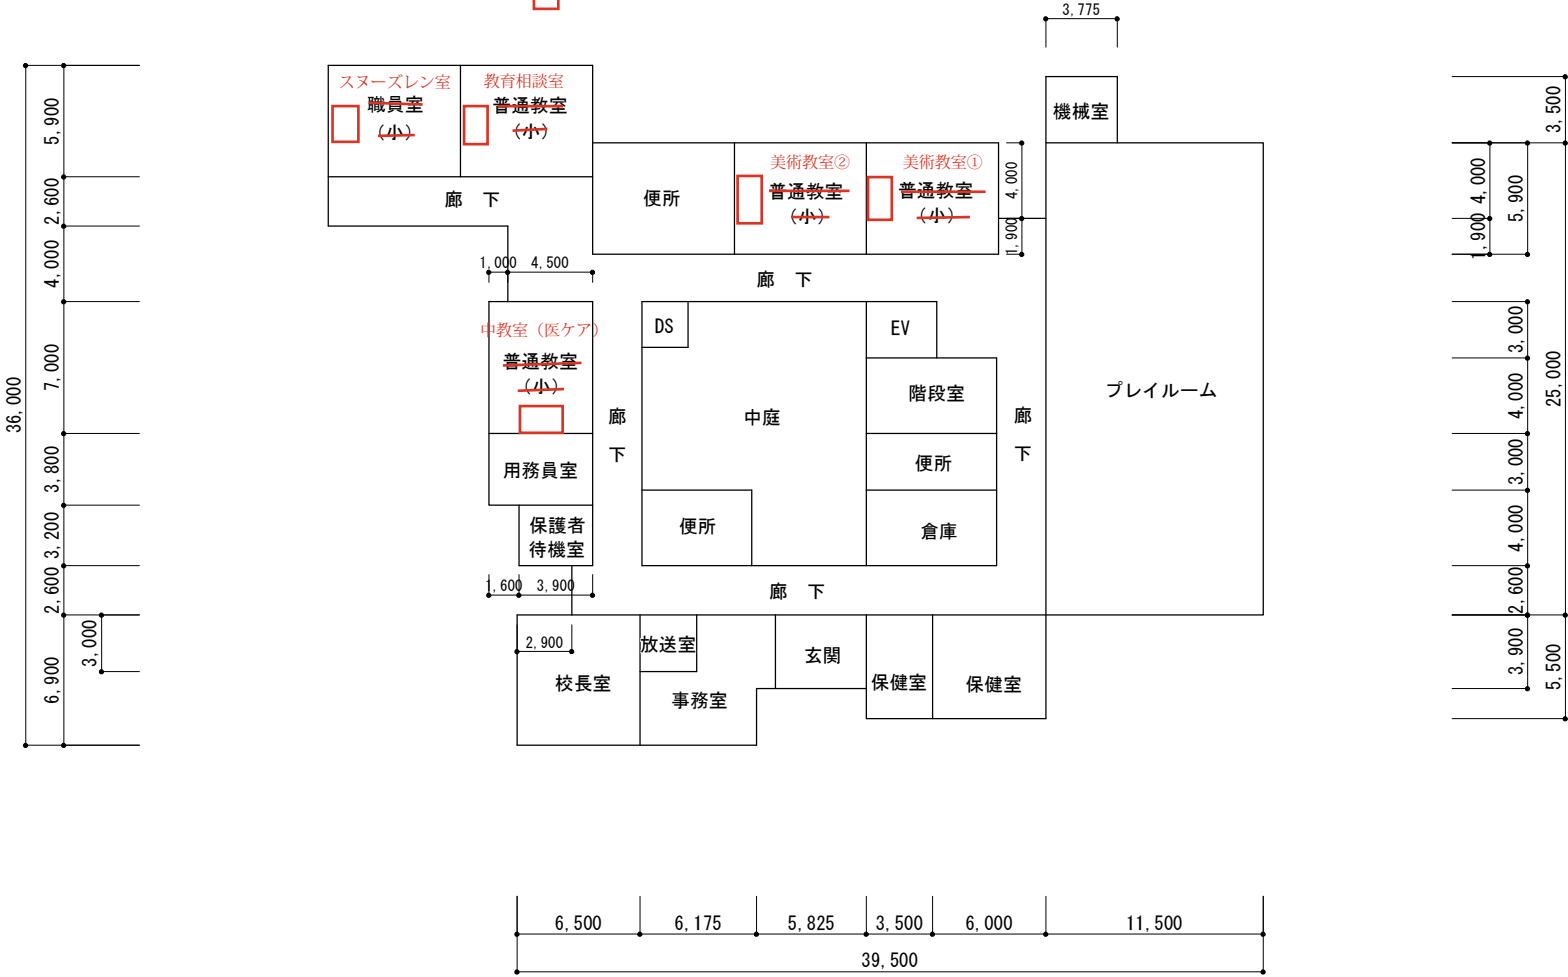 3,775
スヌーズレン室
職員室
(小)
教育相談室
普通教室
(小)
機械室
美術教室②
普通教室
(小)
美術教室①
普通教室
(小)
便所
廊 下
4,000
1,900
1,000
4,500
廊 下
中教室（医ケア）
普通教室
(小)
DS
EV
階段室
プレイルーム
中庭
廊
下
廊
下
用務員室
便所
保護者
待機室
便所
倉庫
1,600
3,900
廊 下
2,900
放送室
校長室
事務室
玄関
保健室
保健室
36,000
5,900
2,600
4,000
7,000
3,800
3,200
2,600
6,900
3,000
3,500
4,000
1,900
5,900
3,000
4,000
3,000
4,000
2,600
3,900
25,000
5,500
6,500
6,175
5,825
3,500
6,000
11,500
39,500